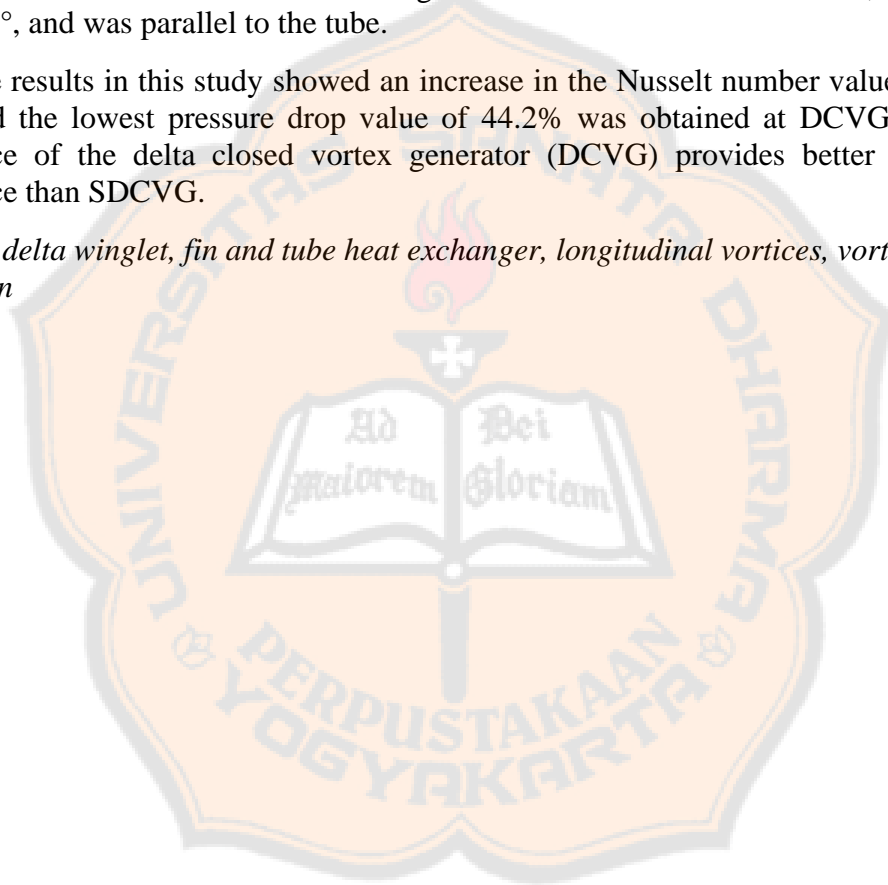 °, and was parallel to the tube.
results in this study showed an increase in the Nusselt number value
the lowest pressure drop value of 44.2% was obtained at DCVG
ce of the delta closed vortex generator (DCVG) provides better
ce than SDCVG.
delta winglet, fin and tube heat exchanger, longitudinal vortices, vort
n
UNIVERSITAS SANATA DHARMA
Ad Dei
Maiorem Gloriam
PERPUSTAKAAN
YOGYAKARTA